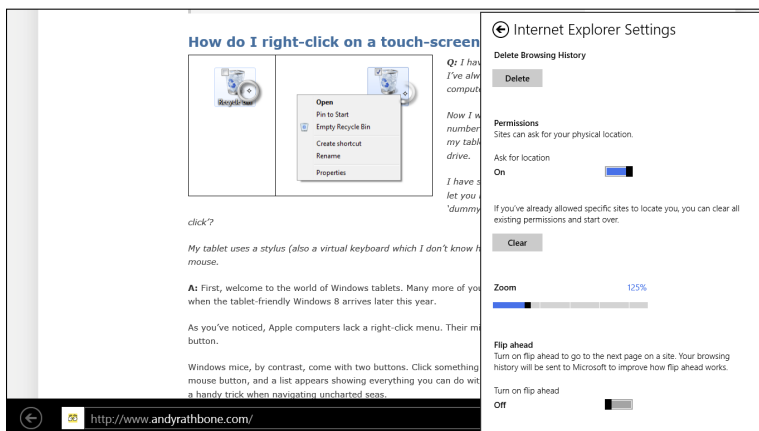 How do I right-click on a touch-screen
Recycle Bin
Open
Pin to Start
Empty Recycle Bin
Create shortcut
Rename
Properties
Q: I hav
I've alw
comput
Now I w
number
my tabl
drive.
I have s
let you
'dummy
click'?
My tablet uses a stylus (also a virtual keyboard which I don't know h
mouse.
A: First, welcome to the world of Windows tablets. Many more of you
when the tablet-friendly Windows 8 arrives later this year.
As you've noticed, Apple computers lack a right-click menu. Their mi
button.
Windows mice, by contrast, come with two buttons. Click something
mouse button, and a list appears showing everything you can do wit
a handy trick when navigating uncharted seas.
http://www.andyrathbone.com/
Internet Explorer Settings
Delete Browsing History
Delete
Permissions
Sites can ask for your physical location.
Ask for location
On
If you've already allowed specific sites to locate you, you can clear all
existing permissions and start over.
Clear
Zoom 125%
Flip ahead
Turn on flip ahead to go to the next page on a site. Your browsing
history will be sent to Microsoft to improve how flip ahead works.
Turn on flip ahead
Off